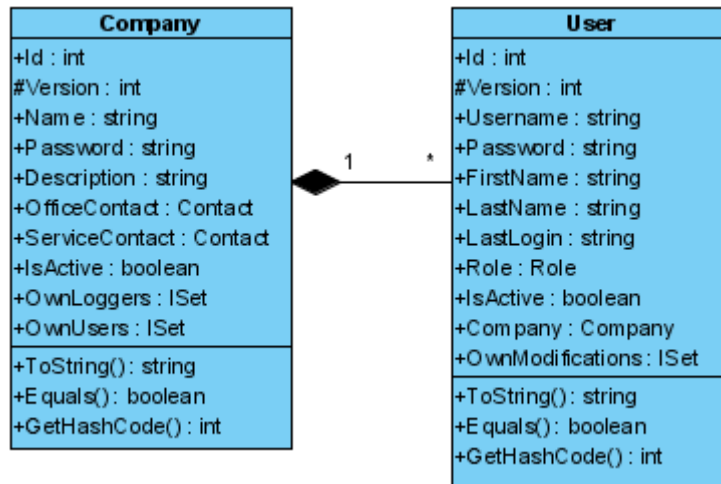 Company
+Id : int
#Version : int
+Name : string
+Password : string
+Description : string
+OfficeContact : Contact
+ServiceContact : Contact
+IsActive : boolean
+OwnLoggers : ISet
+OwnUsers : ISet
+ToString() : string
+Equals() : boolean
+GetHashCode() : int
1
*
User
+Id : int
#Version : int
+Username : string
+Password : string
+FirstName : string
+LastName : string
+LastLogin : string
+Role : Role
+IsActive : boolean
+Company : Company
+OwnModifications : ISet
+ToString() : string
+Equals() : boolean
+GetHashCode() : int